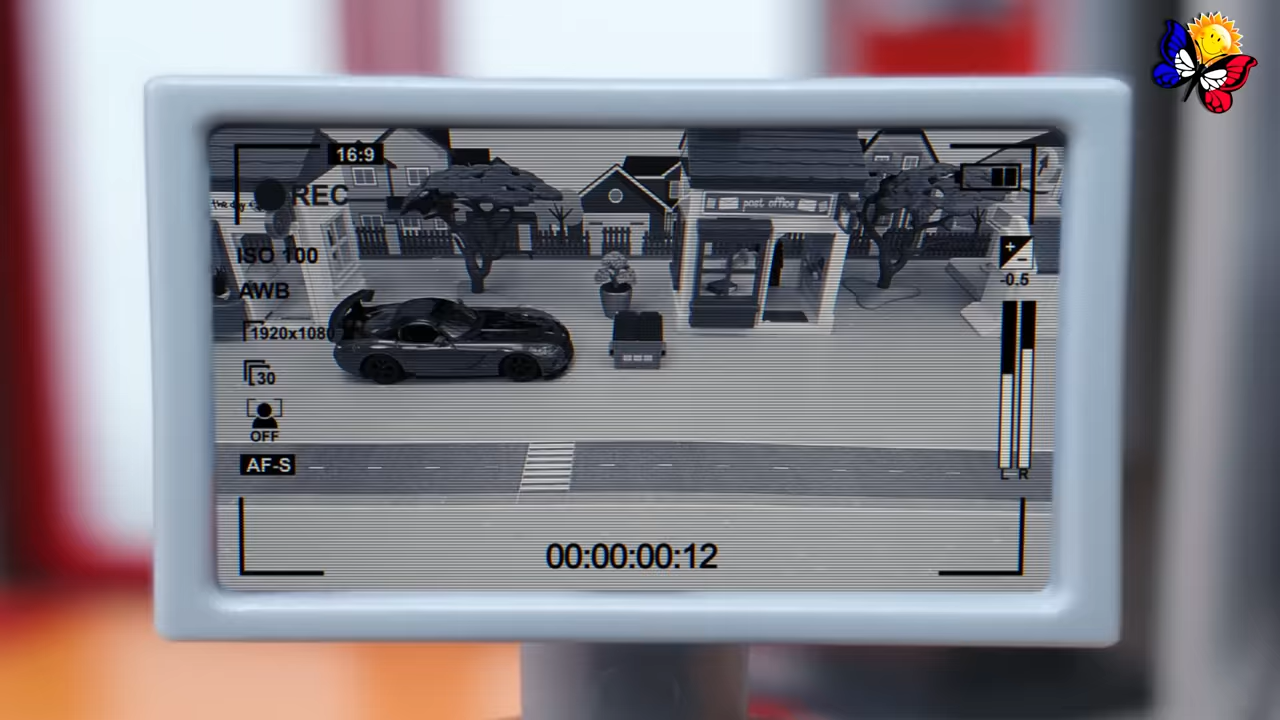 16:9
REC
post office
ISO 100
AWB
-0.5
1920x1080
30
OFF
AF-S
L R
00:00:00:12